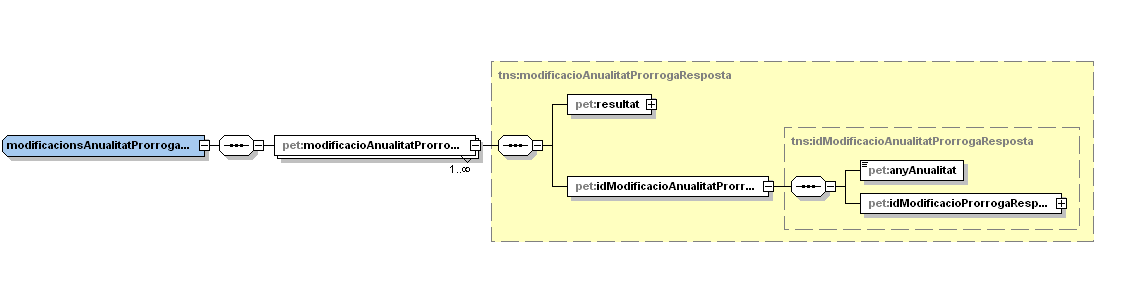 tns:modificacioAnualitatProrrogaResposta
pet:resultat
modificacionsAnualitatProrroga...
pet:modificacioAnualitatProrro...
1..∞
tns:idModificacioAnualitatProrrogaResposta
pet:anyAnualitat
pet:idModificacioAnualitatProrr...
pet:idModificacioProrrogaResp...